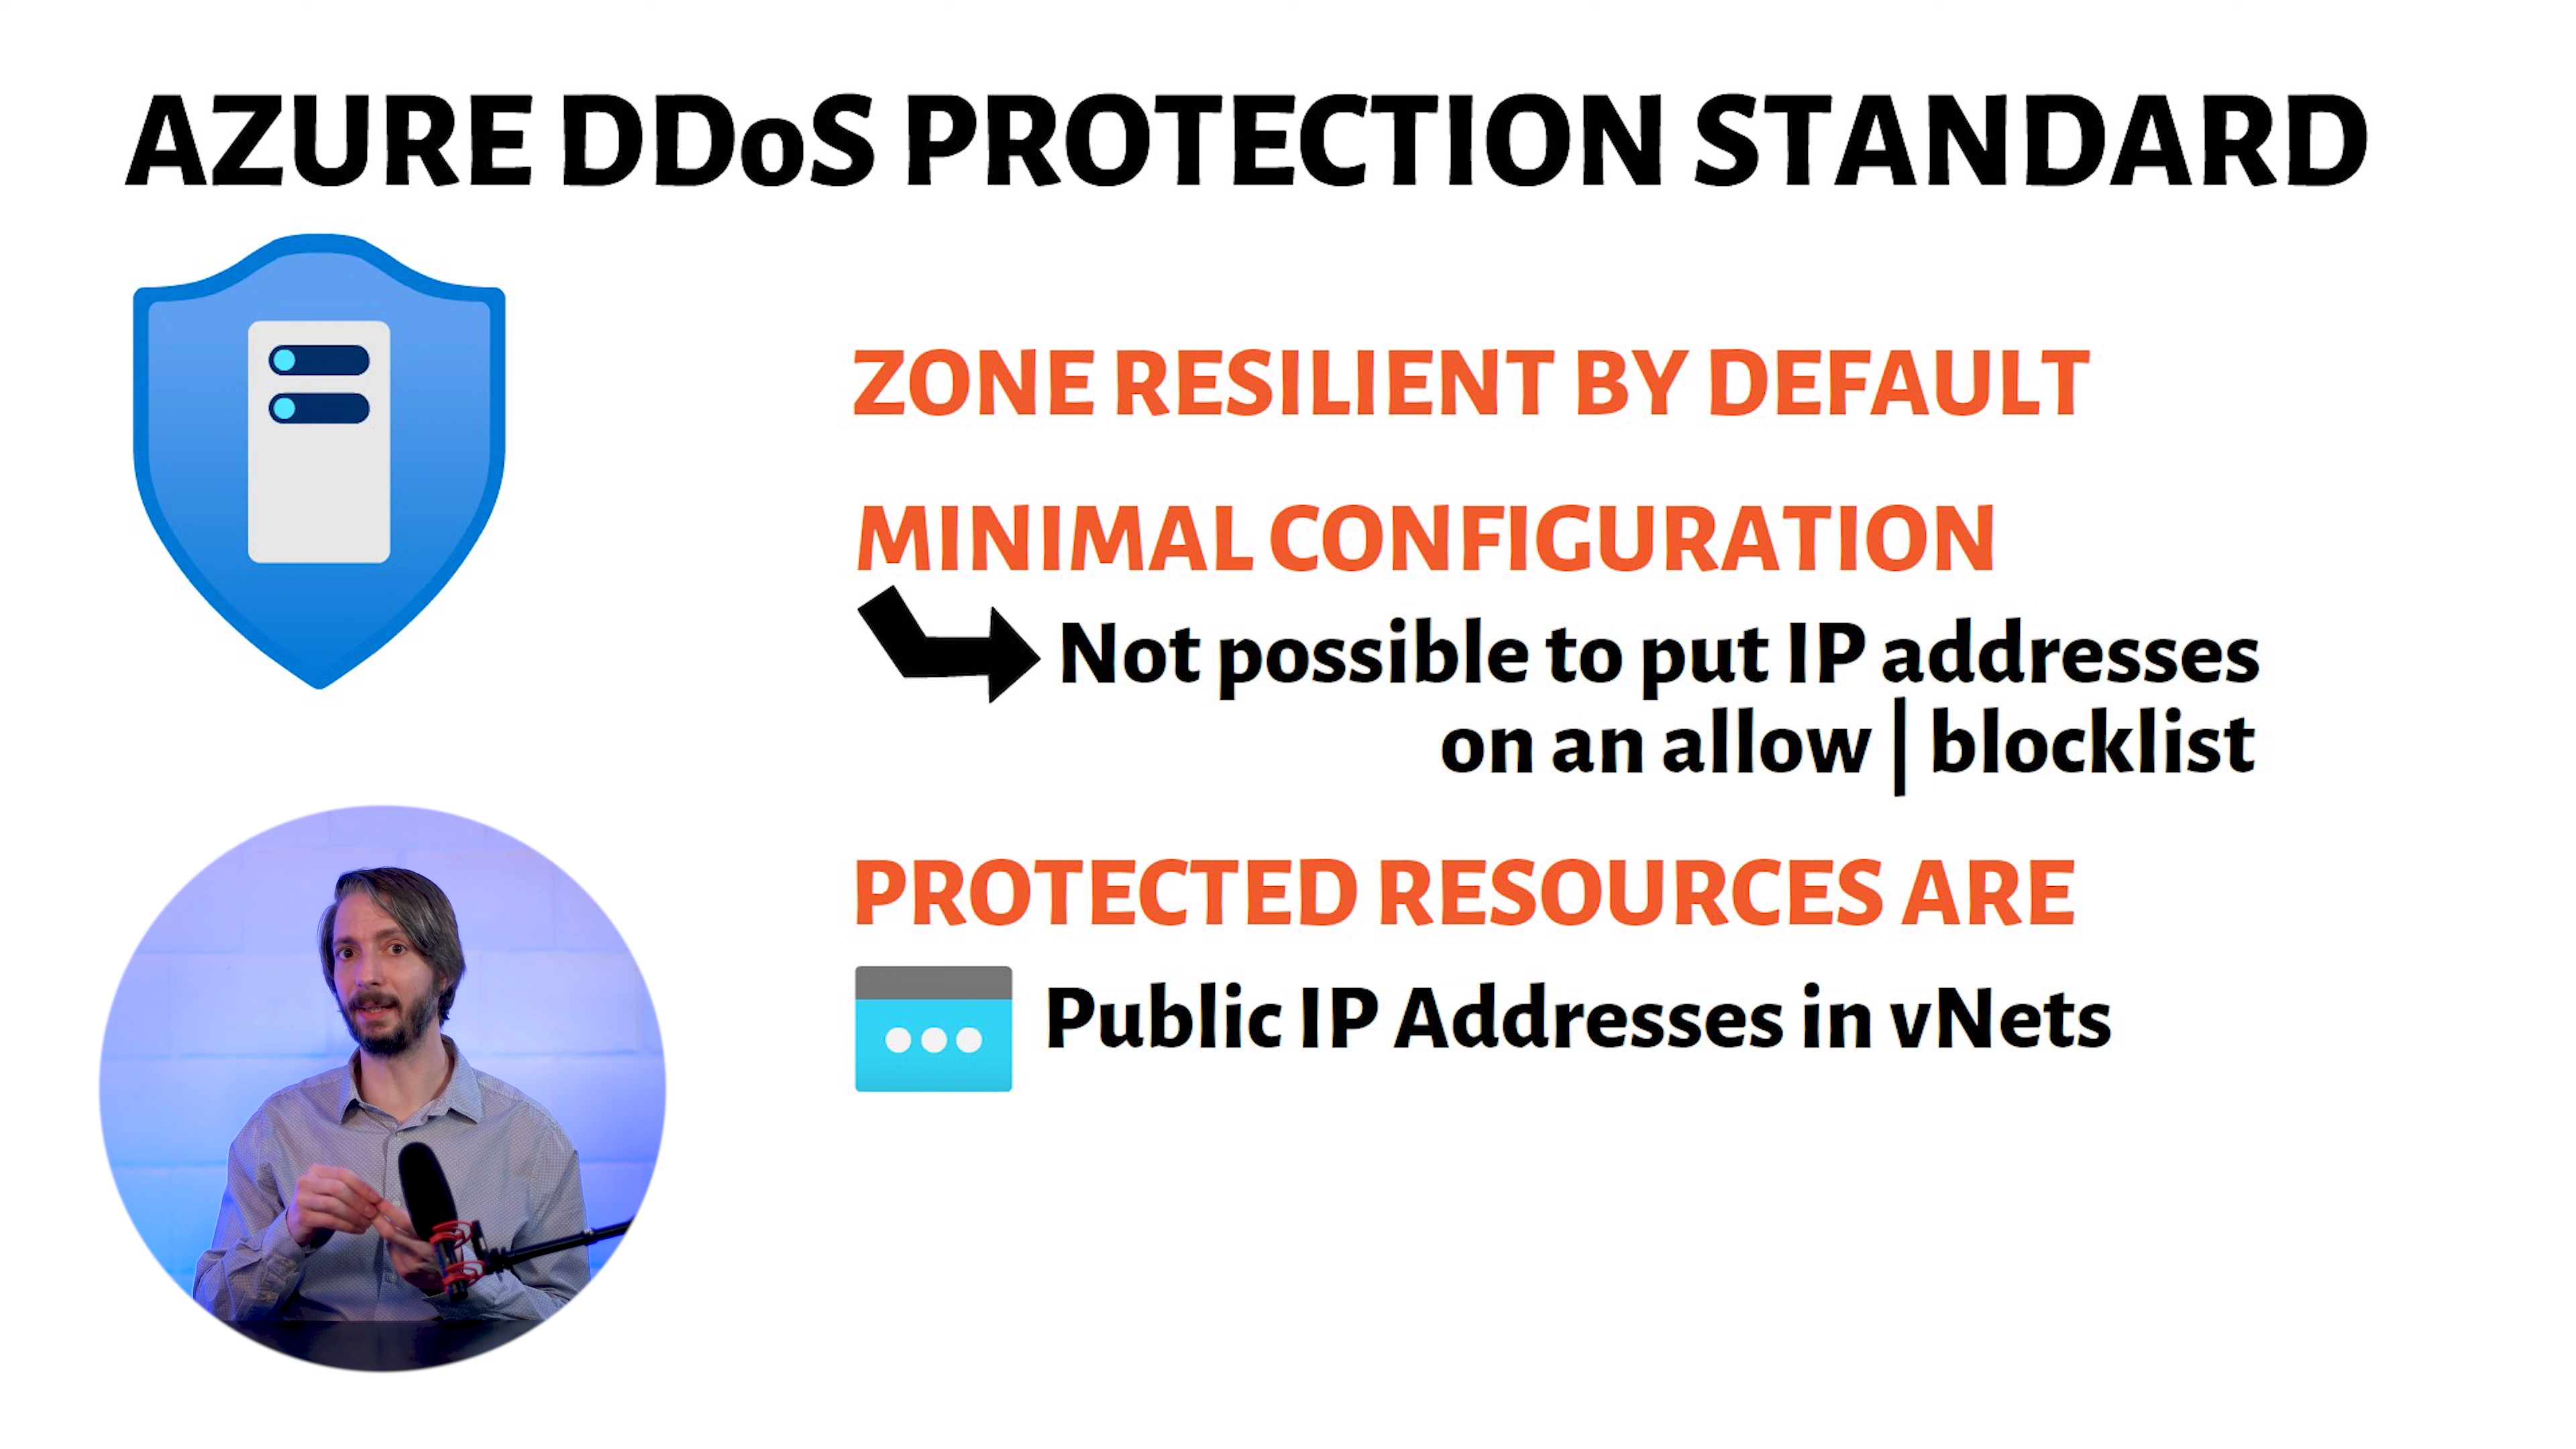 AZURE DDoS PROTECTION STANDARD
ZONE RESILIENT BY DEFAULT
MINIMAL CONFIGURATION
Not possible to put IP addresses
on an allow | blocklist
PROTECTED RESOURCES ARE
Public IP Addresses in vNets